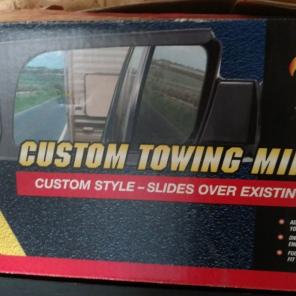 CUSTOM TOWING MI
CUSTOM STYLE – SLIDES OVER EXISTIN